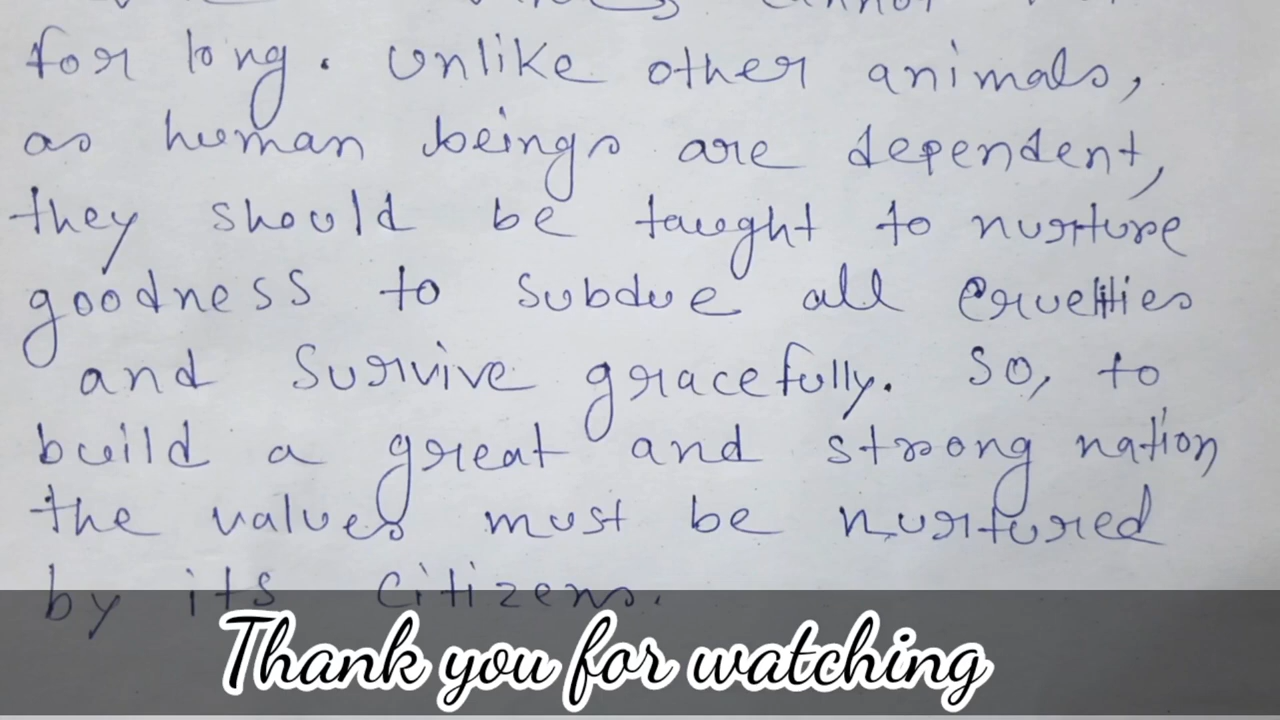 cannot
for long. Unlike other animals,
as human beings are dependent,
they should be taught to nurture
goodness to subdue all cruelties
and survive gracefully. So, to
build a great and strong nation
the values must be nurtured
by its citizens.
Thank you for watching